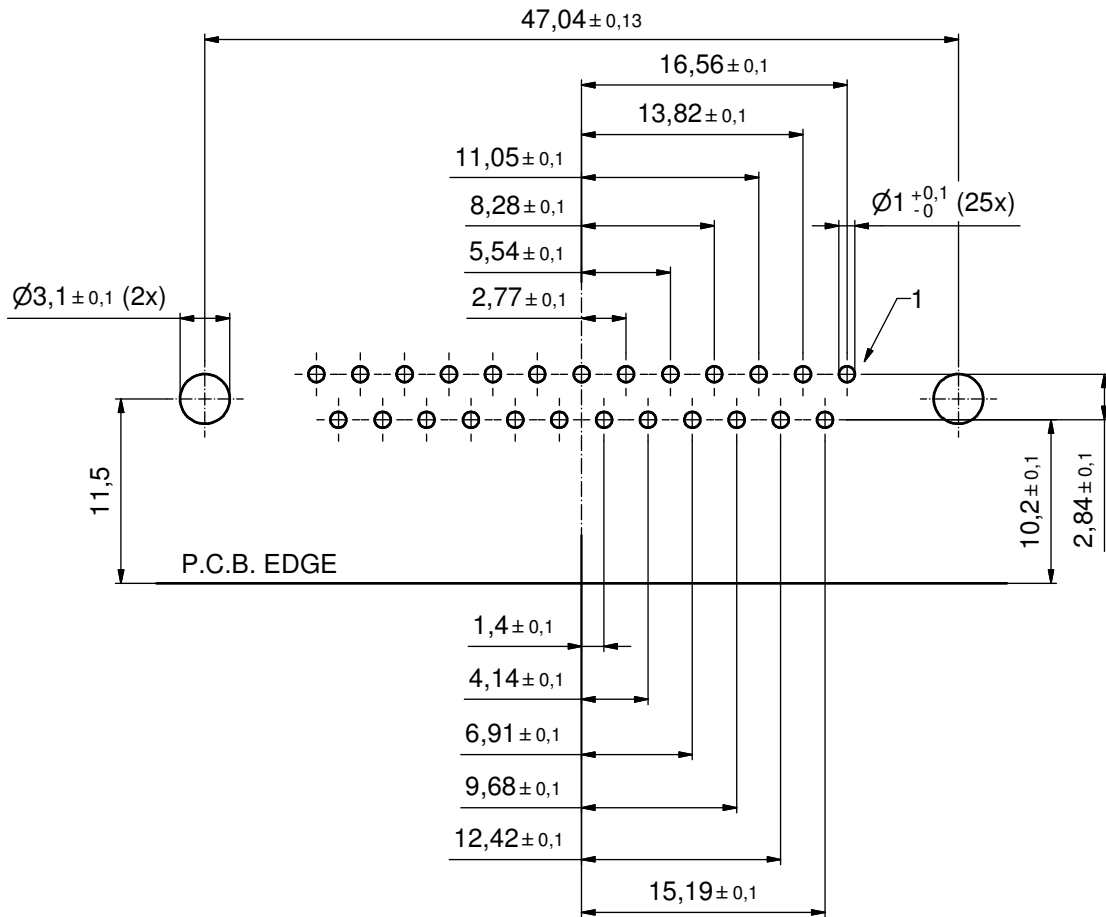 47,04 ± 0,13
16,56 ± 0,1
13,82 ± 0,1
11,05 ± 0,1
8,28 ± 0,1
Ø1 +0,1 -0 (25x)
5,54 ± 0,1
Ø3,1 ± 0,1 (2x)
2,77 ± 0,1
1
11,5
10,2 ± 0,1
2,84 ± 0,1
P.C.B. EDGE
1,4 ± 0,1
4,14 ± 0,1
6,91 ± 0,1
9,68 ± 0,1
12,42 ± 0,1
15,19 ± 0,1